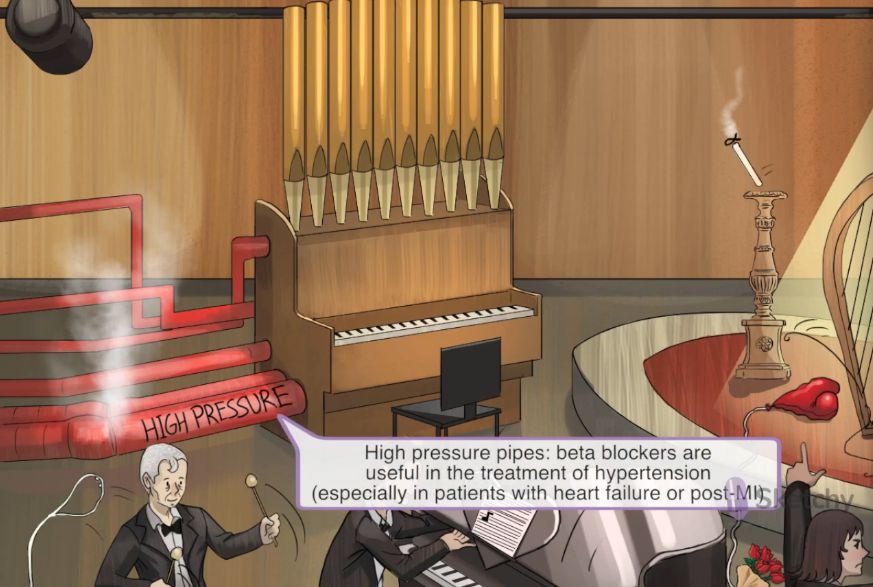 HIGH PRESSURE
High pressure pipes: beta blockers are
useful in the treatment of hypertension
(especially in patients with heart failure or post-MI)
Sketchy